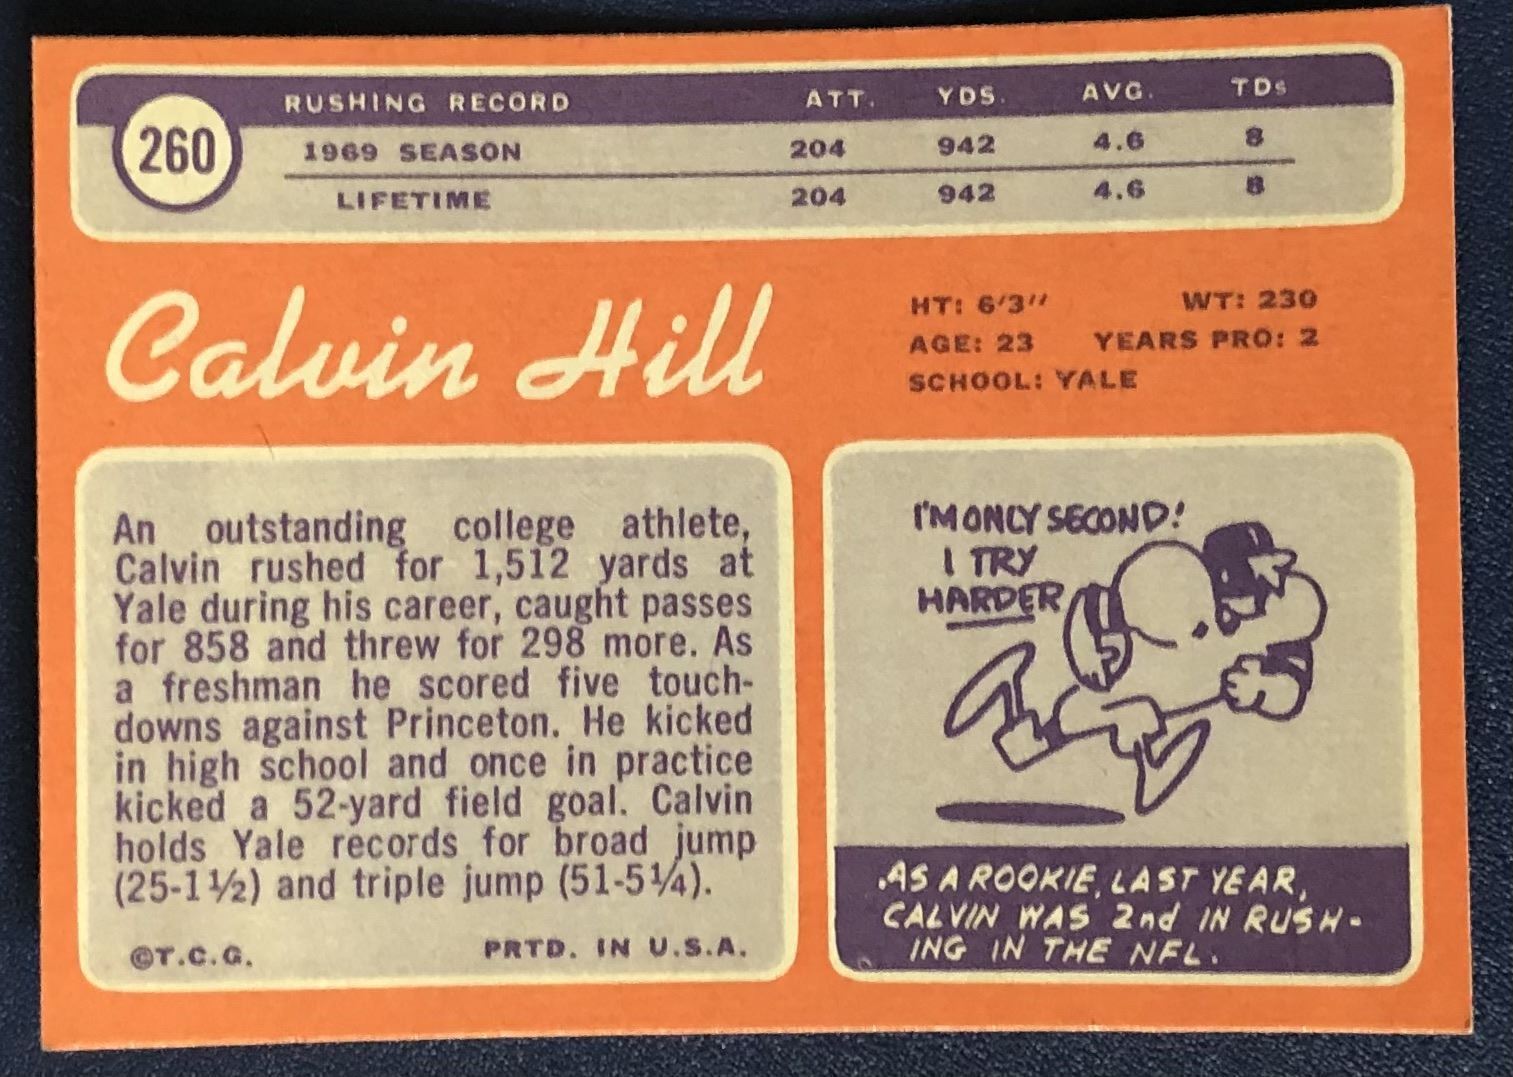 260
RUSHING RECORD ATT. YDS. AVG. TDs
1969 SEASON 204 942 4.6 8
LIFETIME 204 942 4.6 8
Calvin Hill
HT: 6'3" WT: 230
AGE: 23 YEARS PRO: 2
SCHOOL: YALE
An outstanding college athlete,
Calvin rushed for 1,512 yards at
Yale during his career, caught passes
for 858 and threw for 298 more. As
a freshman he scored five touch-
downs against Princeton. He kicked
in high school and once in practice
kicked a 52-yard field goal. Calvin
holds Yale records for broad jump
(25-1½) and triple jump (51-5¼).
©T.C.G. PRTD. IN U.S.A.
I'M ONLY SECOND!
I TRY
HARDER
AS A ROOKIE, LAST YEAR,
CALVIN WAS 2nd IN RUSH-
ING IN THE NFL.